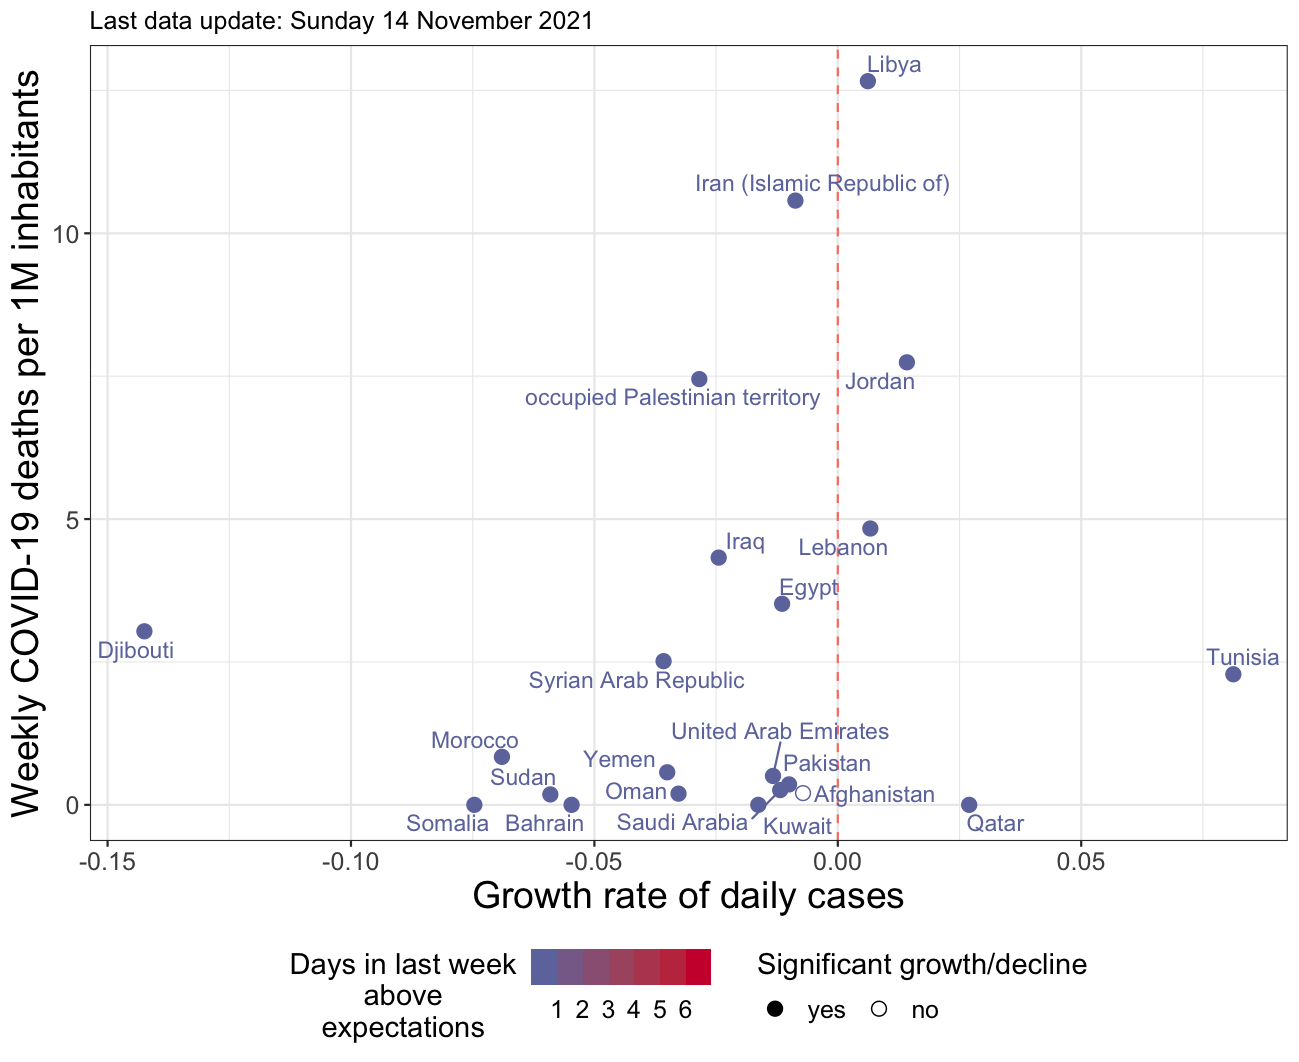 Last data update: Sunday 14 November 2021
Weekly COVID-19 deaths per 1M inhabitants
10
5
0
Libya
Iran (Islamic Republic of)
Jordan
occupied Palestinian territory
Iraq
Lebanon
Egypt
Djibouti
Tunisia
Syrian Arab Republic
United Arab Emirates
Morocco
Yemen
Pakistan
Sudan
Oman
Afghanistan
Somalia
Bahrain
Saudi Arabia
Kuwait
Qatar
-0.15
-0.10
-0.05
0.00
0.05
Growth rate of daily cases
Days in last week
above
expectations
1 2 3 4 5 6
Significant growth/decline
yes
no